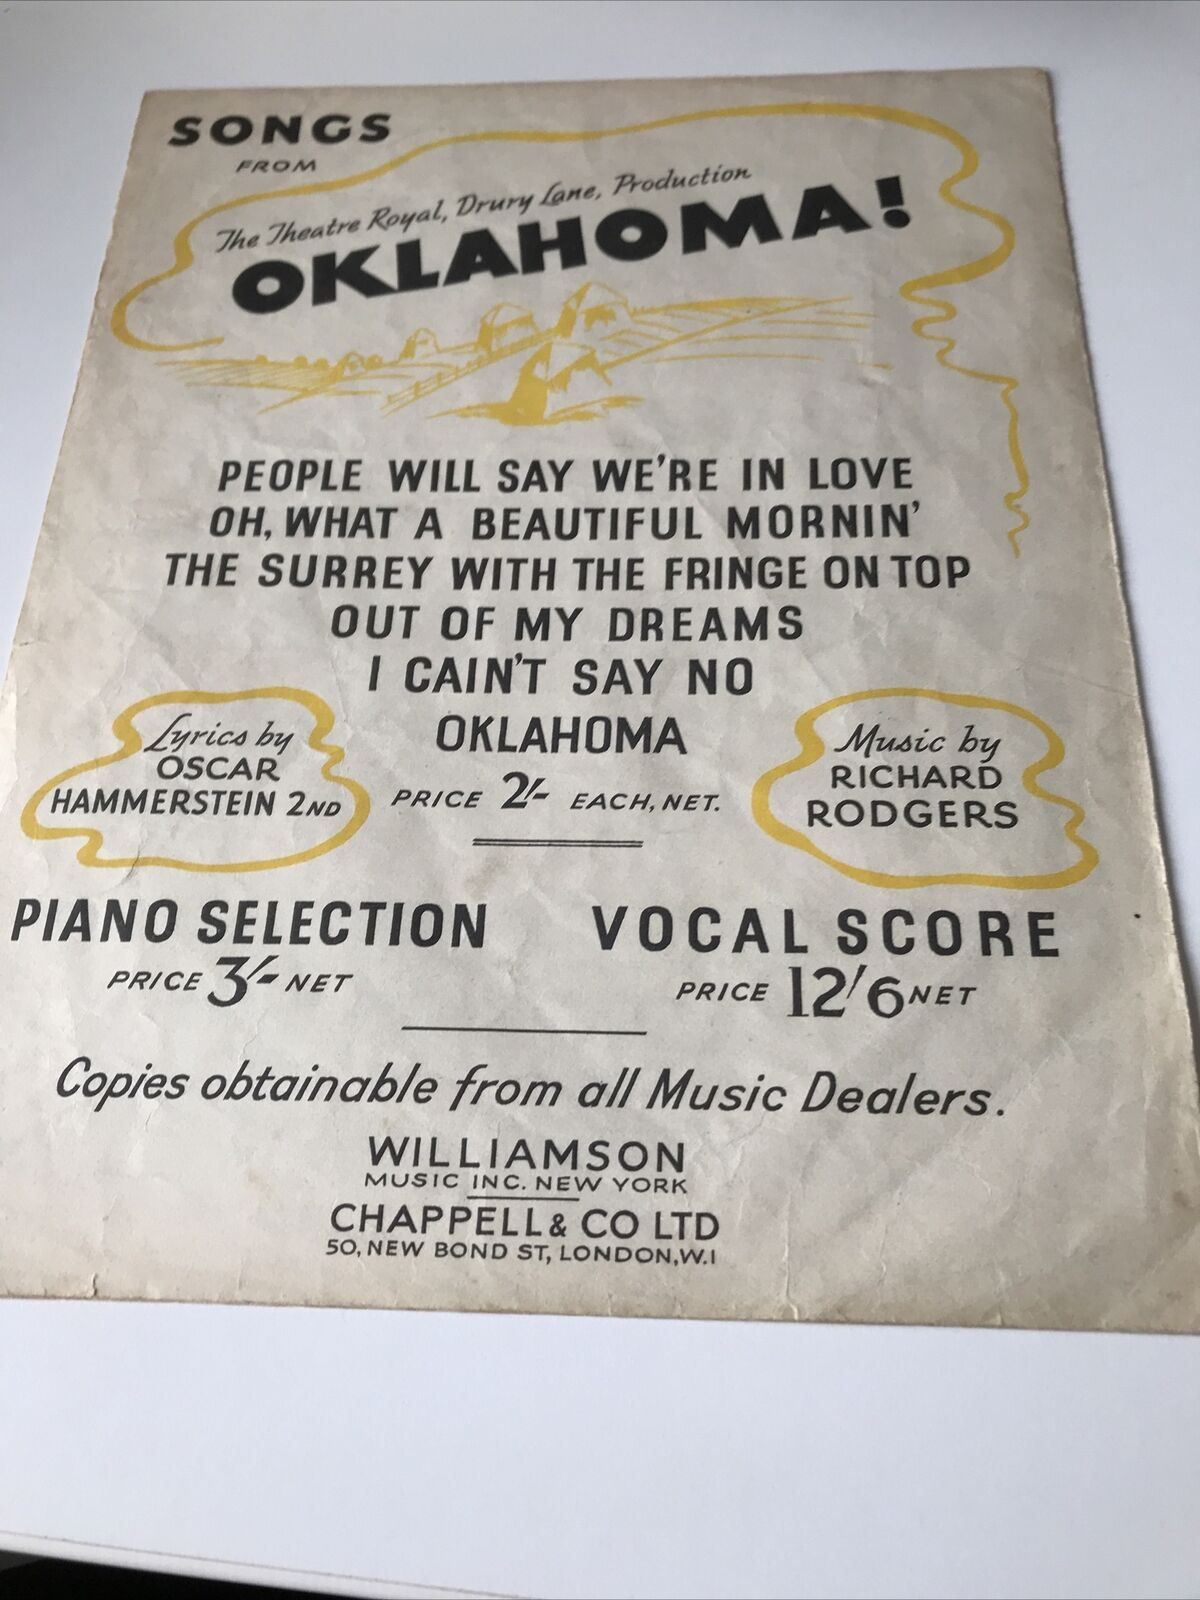 SONGS
FROM
The Theatre Royal, Drury Lane, Production
OKLAHOMA!
PEOPLE WILL SAY WE'RE IN LOVE
OH, WHAT A BEAUTIFUL MORNIN'
THE SURREY WITH THE FRINGE ON TOP
OUT OF MY DREAMS
I CAIN'T SAY NO
OKLAHOMA
PRICE 2/- EACH, NET.
Lyrics by
OSCAR
HAMMERSTEIN 2ND
Music by
RICHARD
RODGERS
PIANO SELECTION
PRICE 3/- NET
VOCAL SCORE
PRICE 12/6 NET
Copies obtainable from all Music Dealers.
WILLIAMSON
MUSIC INC. NEW YORK
CHAPPELL & CO LTD
50, NEW BOND ST, LONDON, W.1